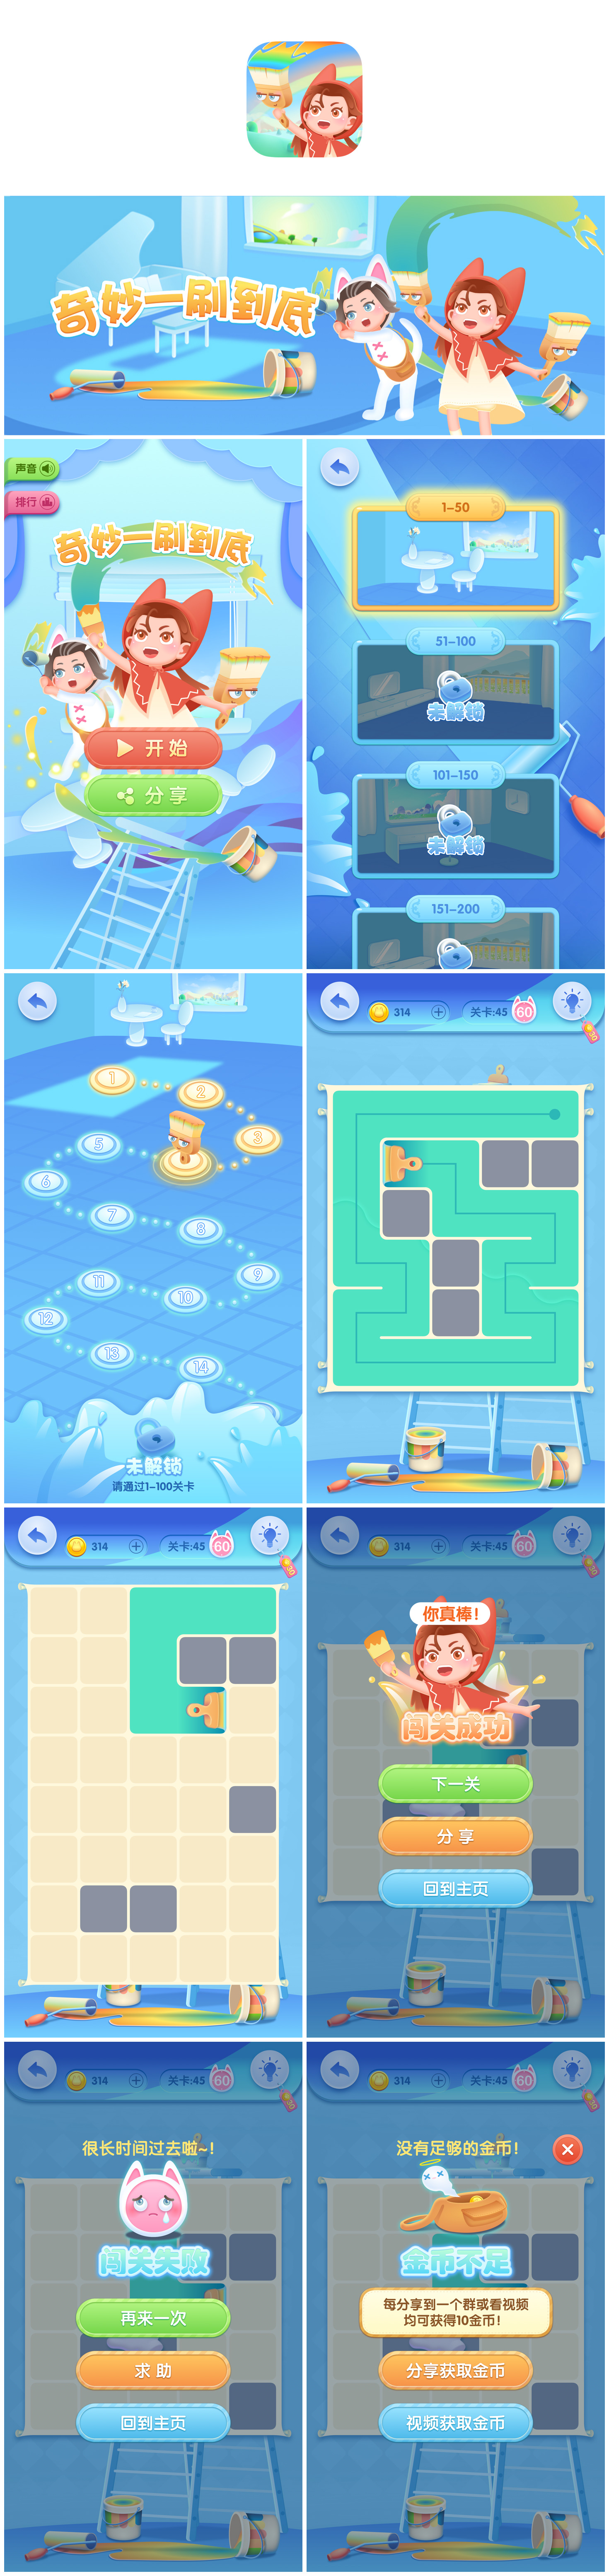 奇妙一刷到底
声音
排行
奇妙一刷到底
开始
分享
1-50
51-100
未解锁
101-150
未解锁
151-200
1
2
3
5
6
7
8
9
10
11
12
13
14
未解锁
请通过1-100关卡
314
关卡:45
60
30
314
关卡:45
60
30
314
关卡:45
60
30
你真棒!
闯关成功
下一关
分享
回到主页
314
关卡:45
60
30
很长时间过去啦~!
闯关失败
再来一次
求助
回到主页
314
关卡:45
60
30
没有足够的金币!
金币不足
每分享到一个群或看视频
均可获得10金币!
分享获取金币
视频获取金币